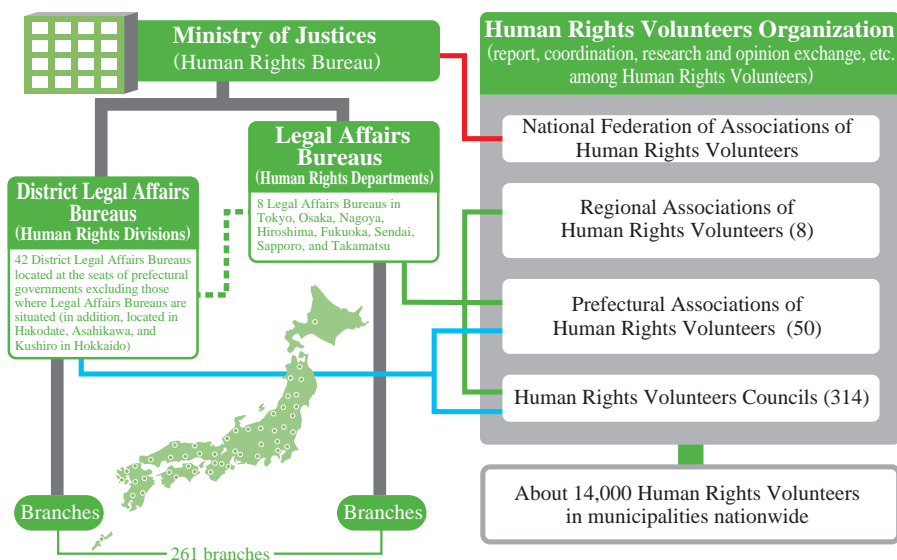 Ministry of Justices
(Human Rights Bureau)
Legal Affairs
Bureaus
(Human Rights Departments)
8 Legal Affairs Bureaus in
Tokyo, Osaka, Nagoya,
Hiroshima, Fukuoka, Sendai,
Sapporo, and Takamatsu
District Legal Affairs
Bureaus
(Human Rights Divisions)
42 District Legal Affairs Bureaus
located at the seats of prefectural
governments excluding those
where Legal Affairs Bureaus are
situated (in addition, located in
Hakodate, Asahikawa, and
Kushiro in Hokkaido)
Branches
Branches
261 branches
Human Rights Volunteers Organization
(report, coordination, research and opinion exchange, etc.
among Human Rights Volunteers)
National Federation of Associations of
Human Rights Volunteers
Regional Associations of
Human Rights Volunteers (8)
Prefectural Associations of
Human Rights Volunteers (50)
Human Rights Volunteers Councils (314)
About 14,000 Human Rights Volunteers
in municipalities nationwide